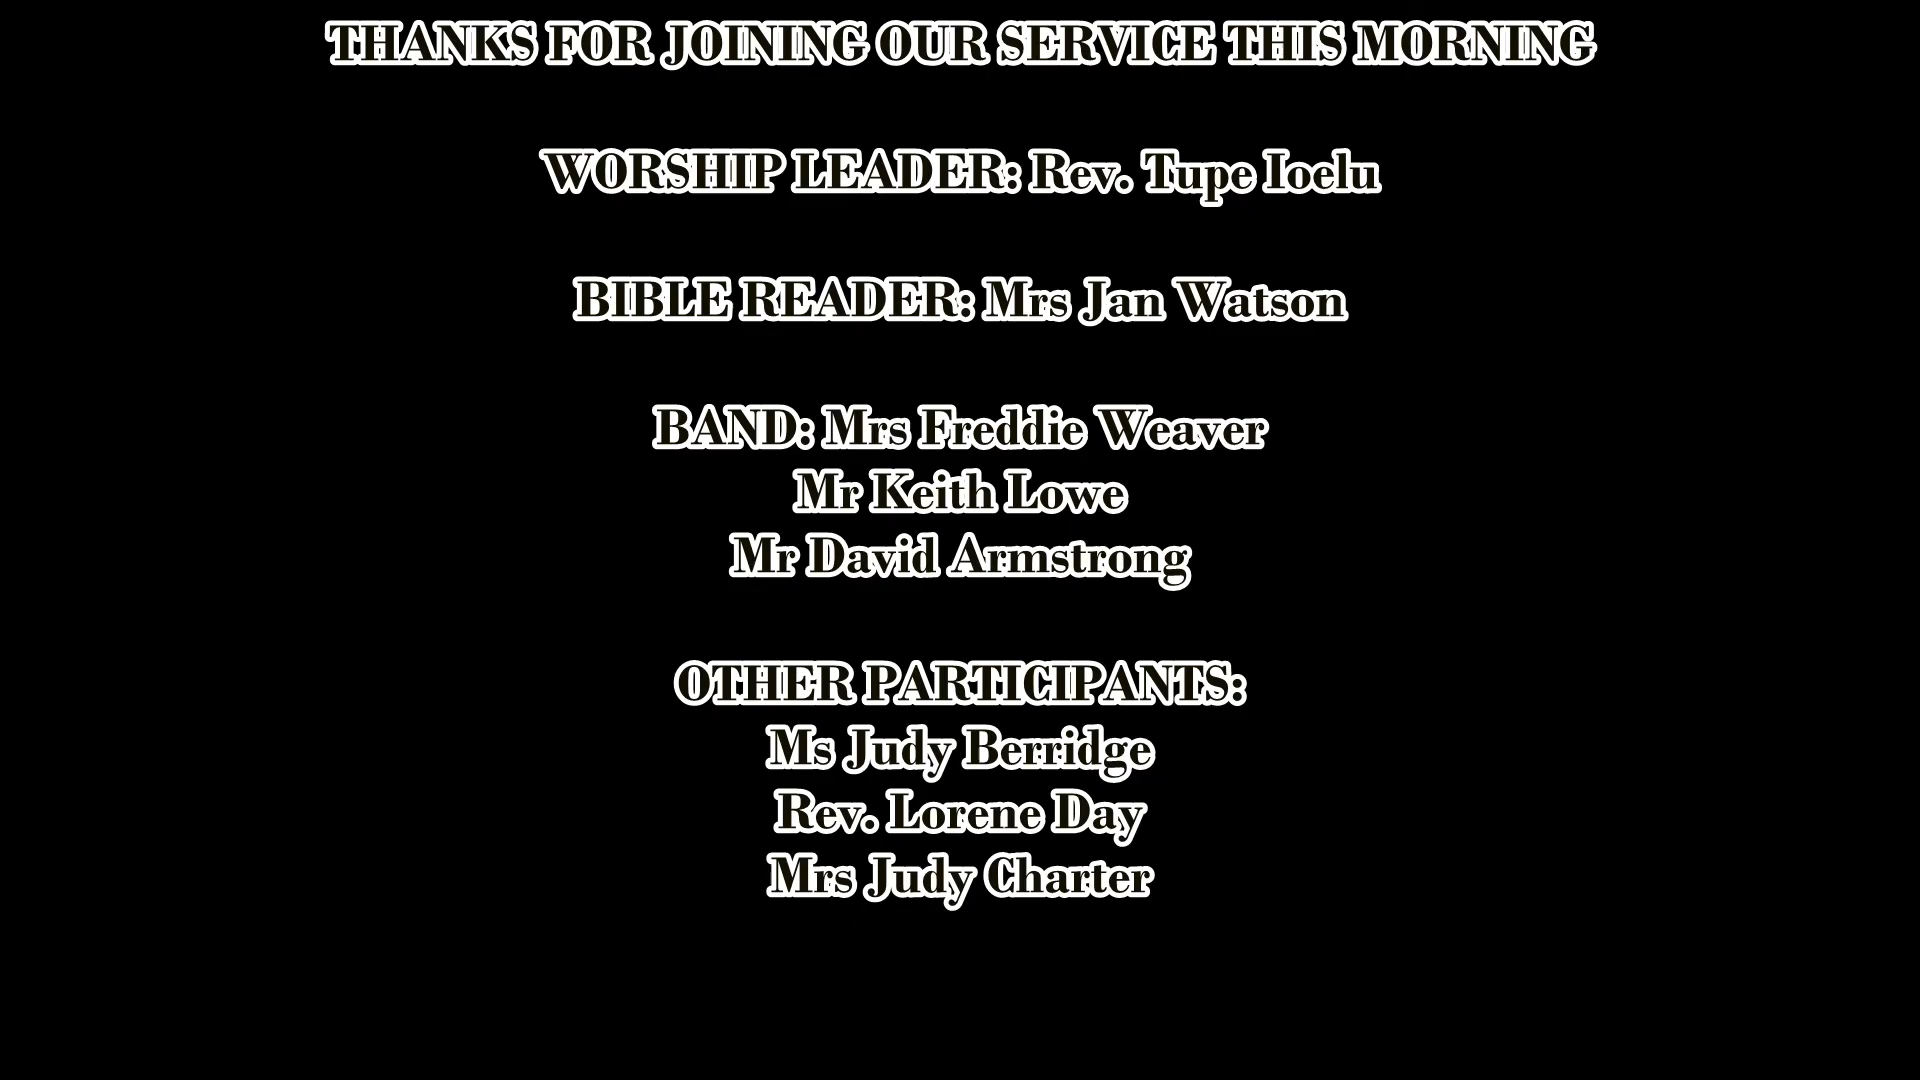 THANKS FOR JOINING OUR SERVICE THIS MORNING
WORSHIP LEADER: Rev. Tupe Ioelu
BIBLE READER: Mrs Jan Watson
BAND: Mrs Freddie Weaver
Mr Keith Lowe
Mr David Armstrong
OTHER PARTICIPANTS:
Ms Judy Berridge
Rev. Lorene Day
Mrs Judy Charter